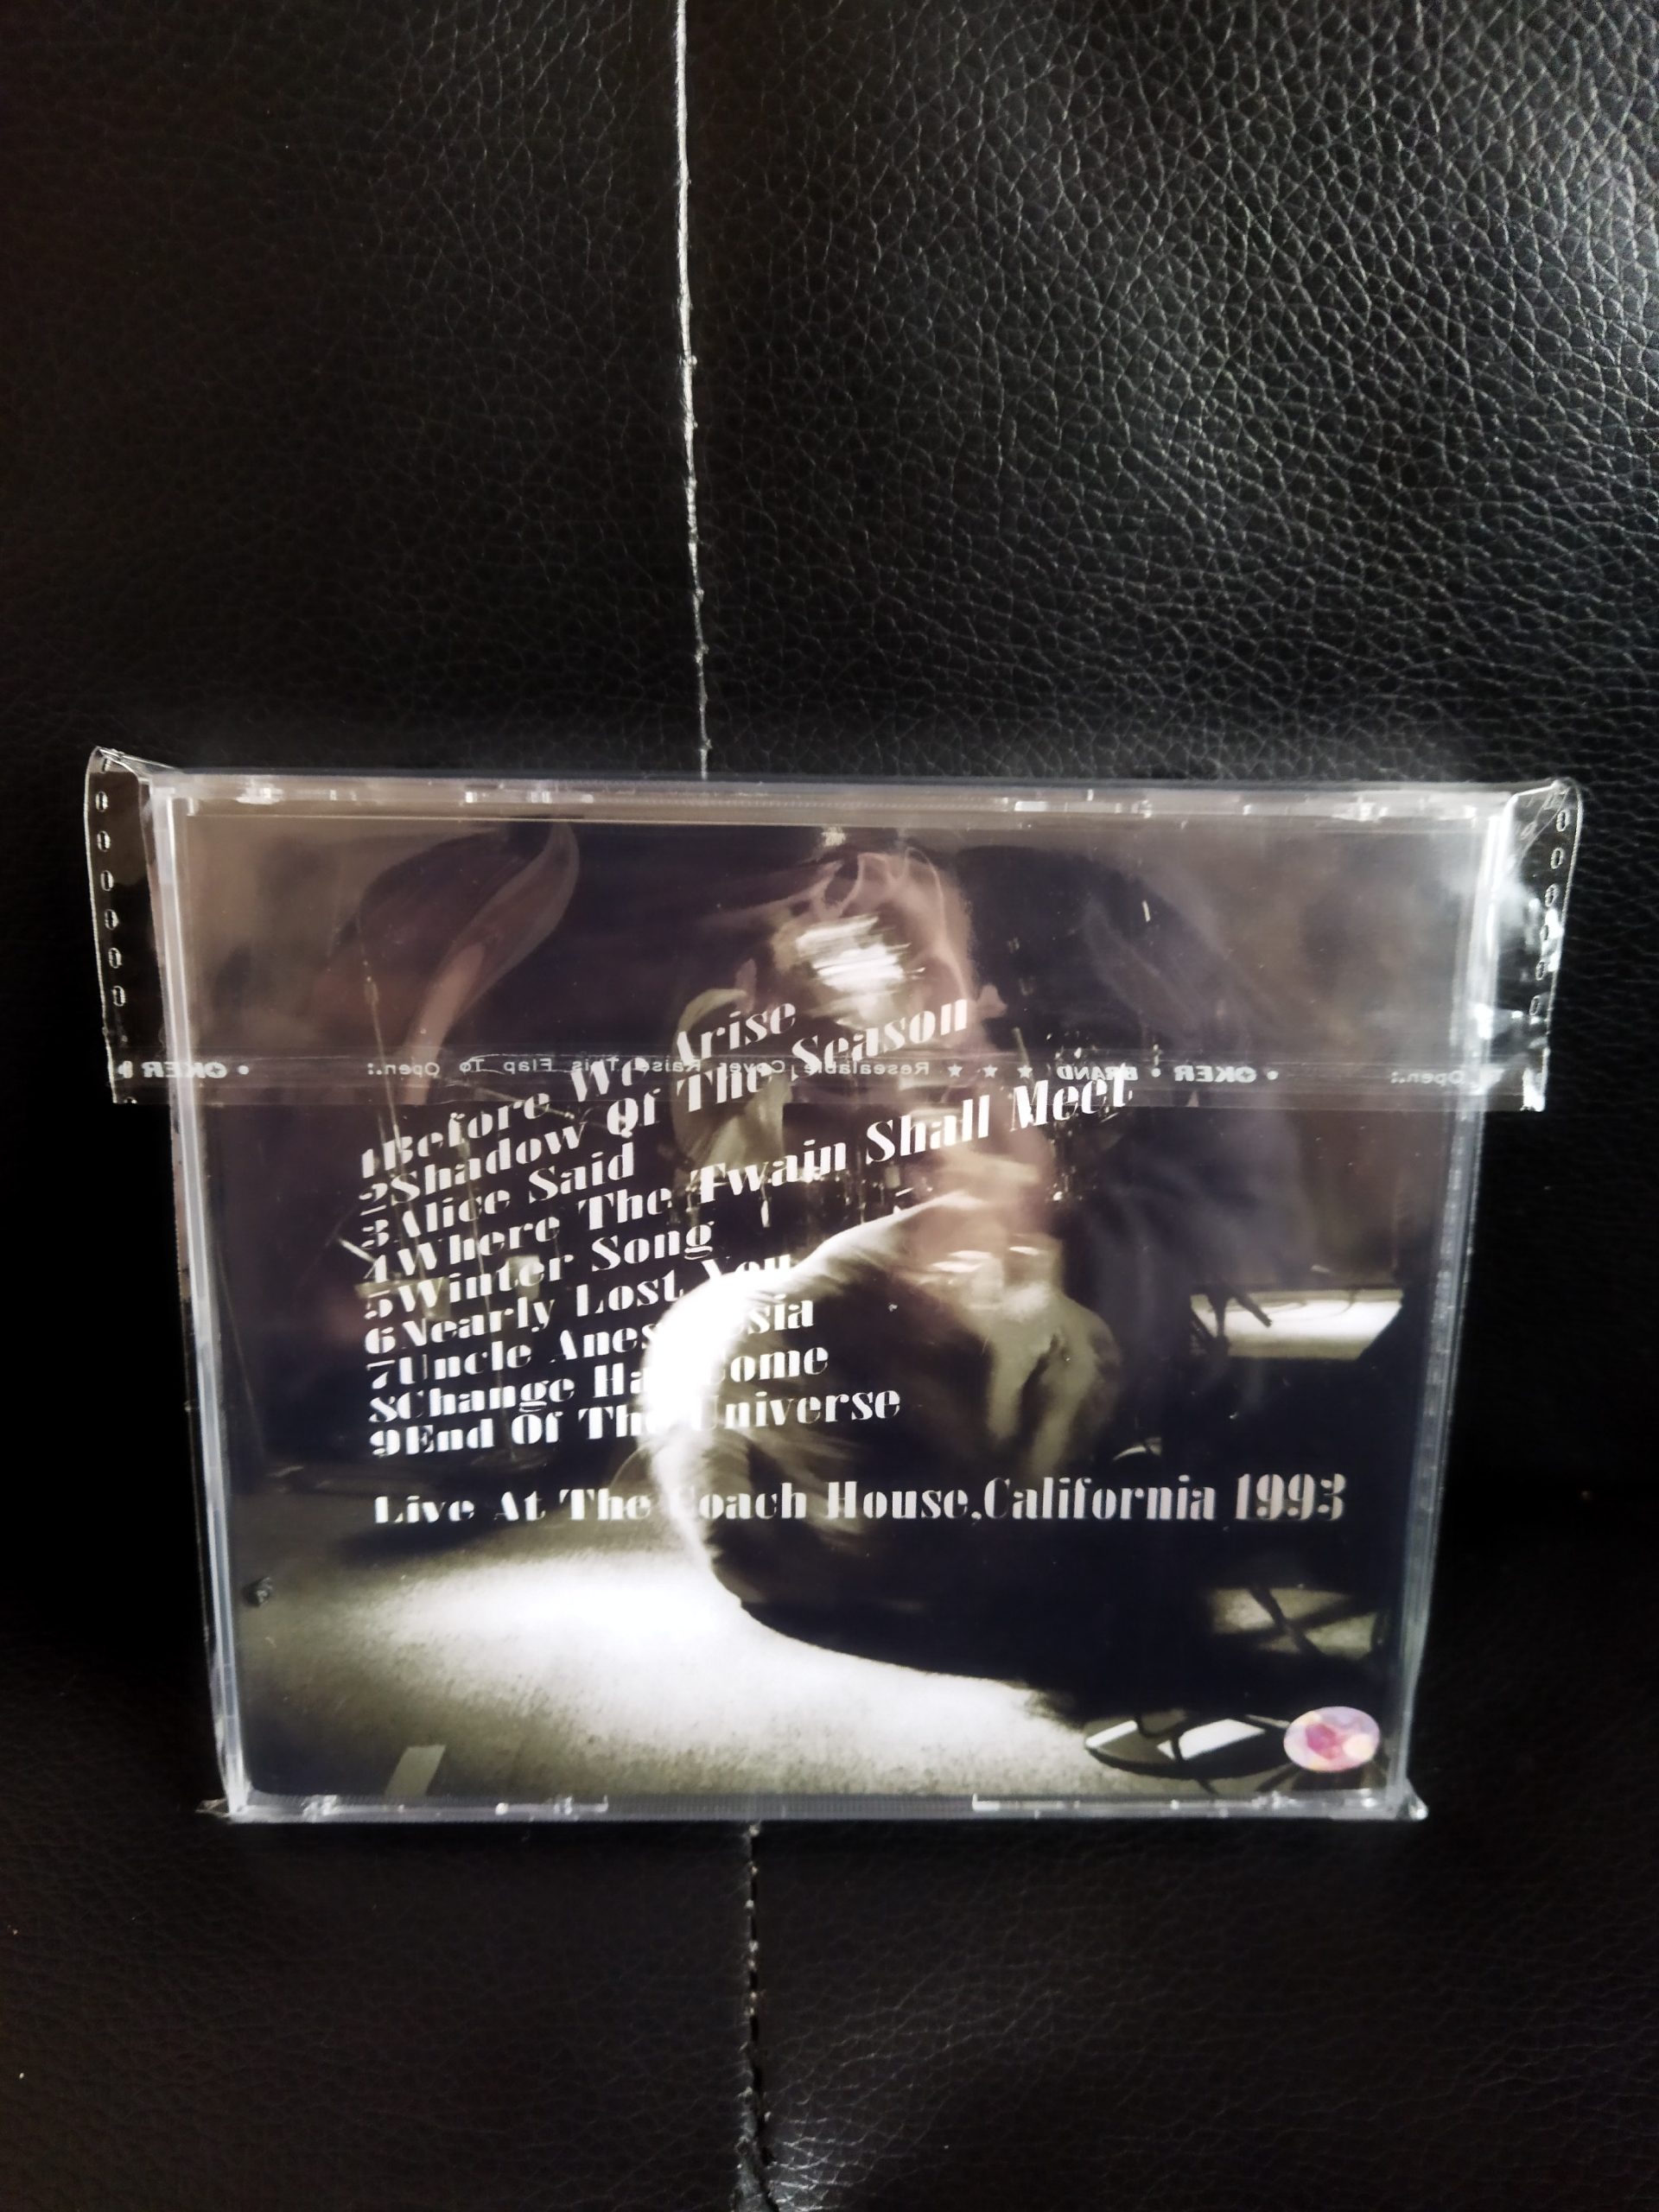 1Before We Arise
2Shadow Of The Season
3Alice Said
4Where The Twain Shall Meet
5Winter Song
6Nearly Lost You
7Uncle Anesthesia
8Change Has Come
9End Of The Universe
Live At The Coach House,California 1993
• OKER Open.: Resealable Cover Raise This Flap To • OKER • BRAND ★ ★ ★ Open.: